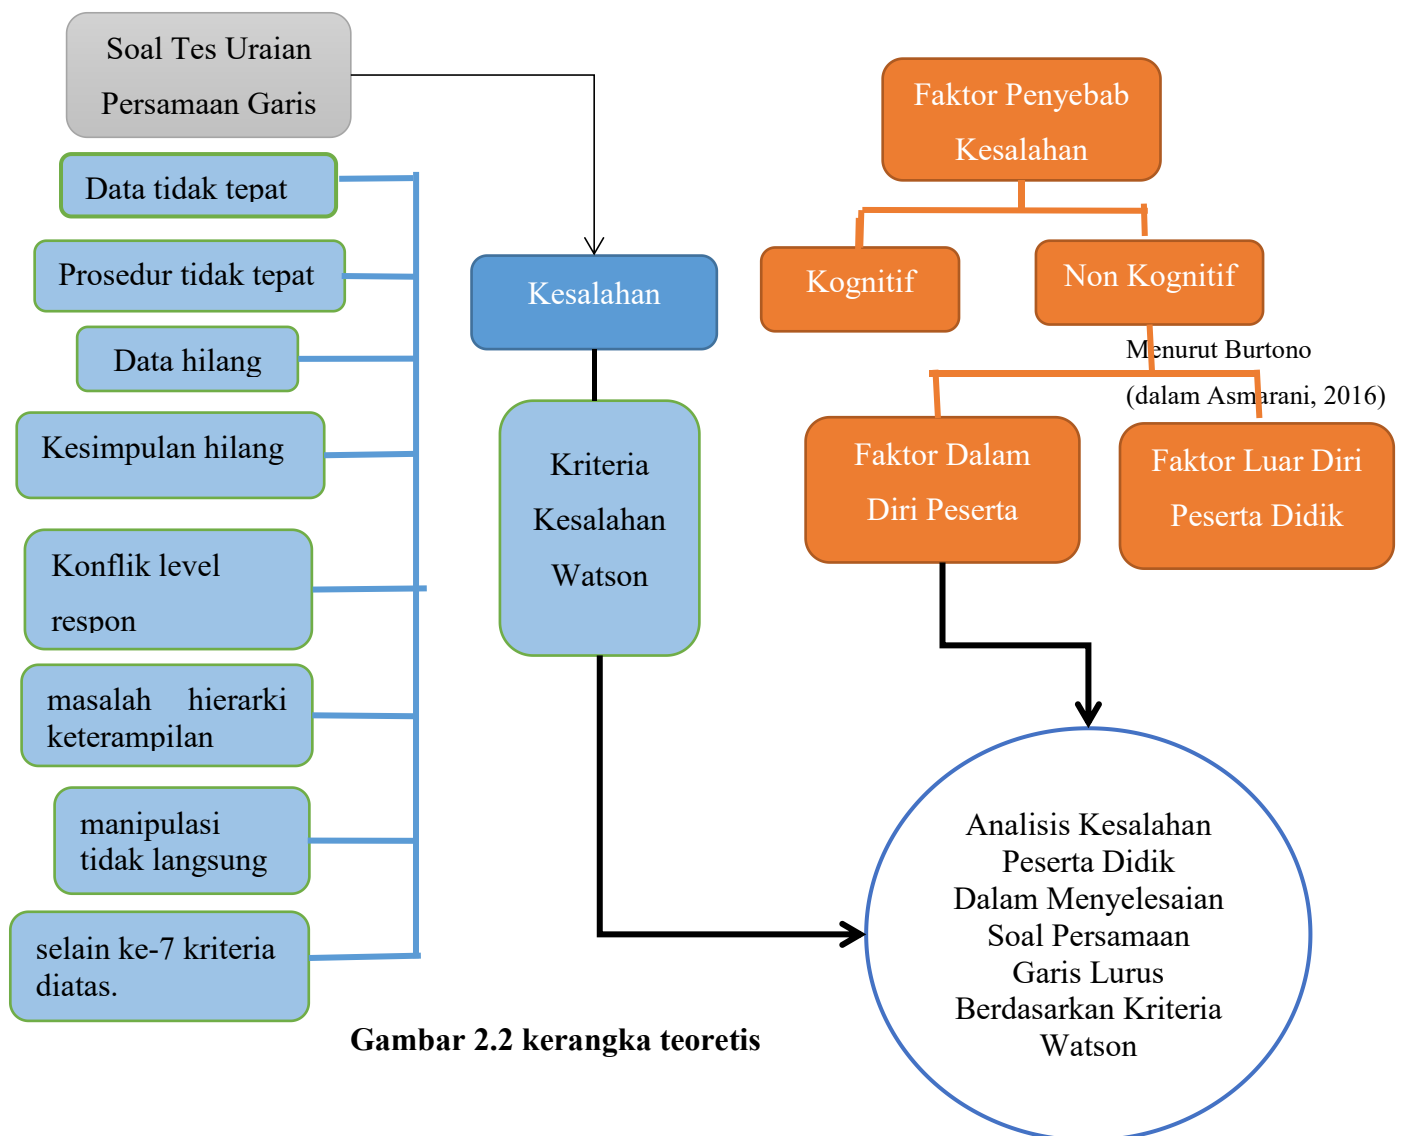 Soal Tes Uraian
Persamaan Garis
Data tidak tepat
Prosedur tidak tepat
Data hilang
Kesimpulan hilang
Konflik level
respon
masalah hierarki
keterampilan
manipulasi
tidak langsung
selain ke-7 kriteria
diatas.
Kesalahan
Kriteria
Kesalahan
Watson
Faktor Penyebab
Kesalahan
Kognitif
Non Kognitif
Menurut Burtono
(dalam Asmarani, 2016)
Faktor Dalam
Diri Peserta
Faktor Luar Diri
Peserta Didik
Analisis Kesalahan
Peserta Didik
Dalam Menyelesaian
Soal Persamaan
Garis Lurus
Berdasarkan Kriteria
Watson
Gambar 2.2 kerangka teoretis